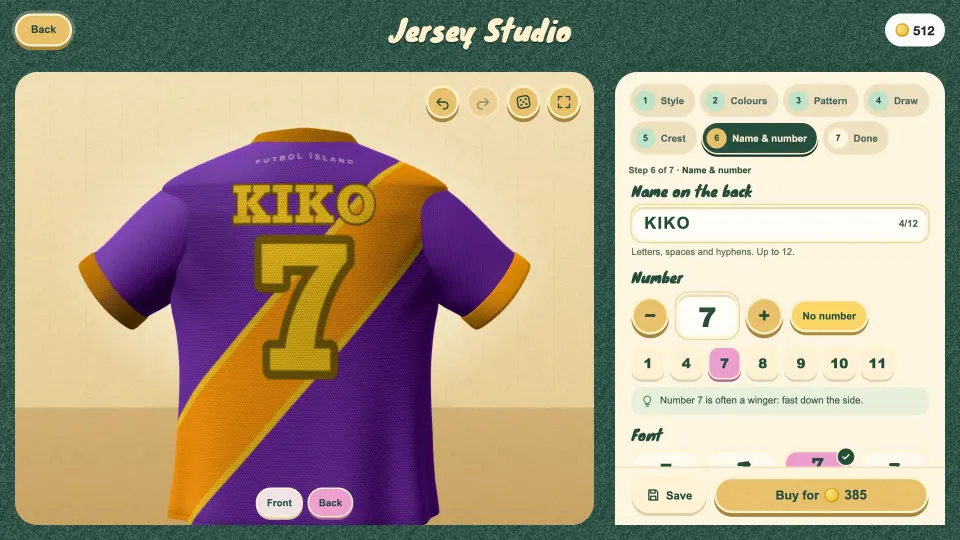 Back
Jersey Studio
512
FUTBOL ISLAND
KIKO
7
Front
Back
1 Style
2 Colours
3 Pattern
4 Draw
5 Crest
6 Name & number
7 Done
Step 6 of 7 · Name & number
Name on the back
KIKO
4/12
Letters, spaces and hyphens. Up to 12.
Number
− 7 + No number
1 4 7 8 9 10 11
Number 7 is often a winger: fast down the side.
Font
Save
Buy for 385